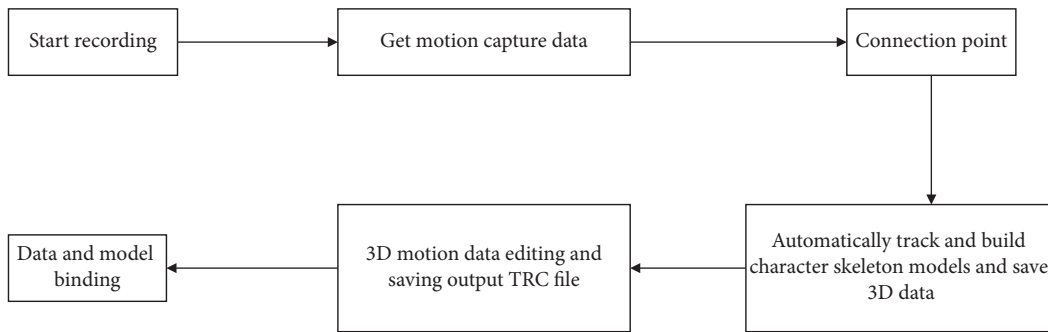 Start recording
Get motion capture data
Connection point
Automatically track and build
character skeleton models and save
3D data
3D motion data editing and
saving output TRC file
Data and model
binding